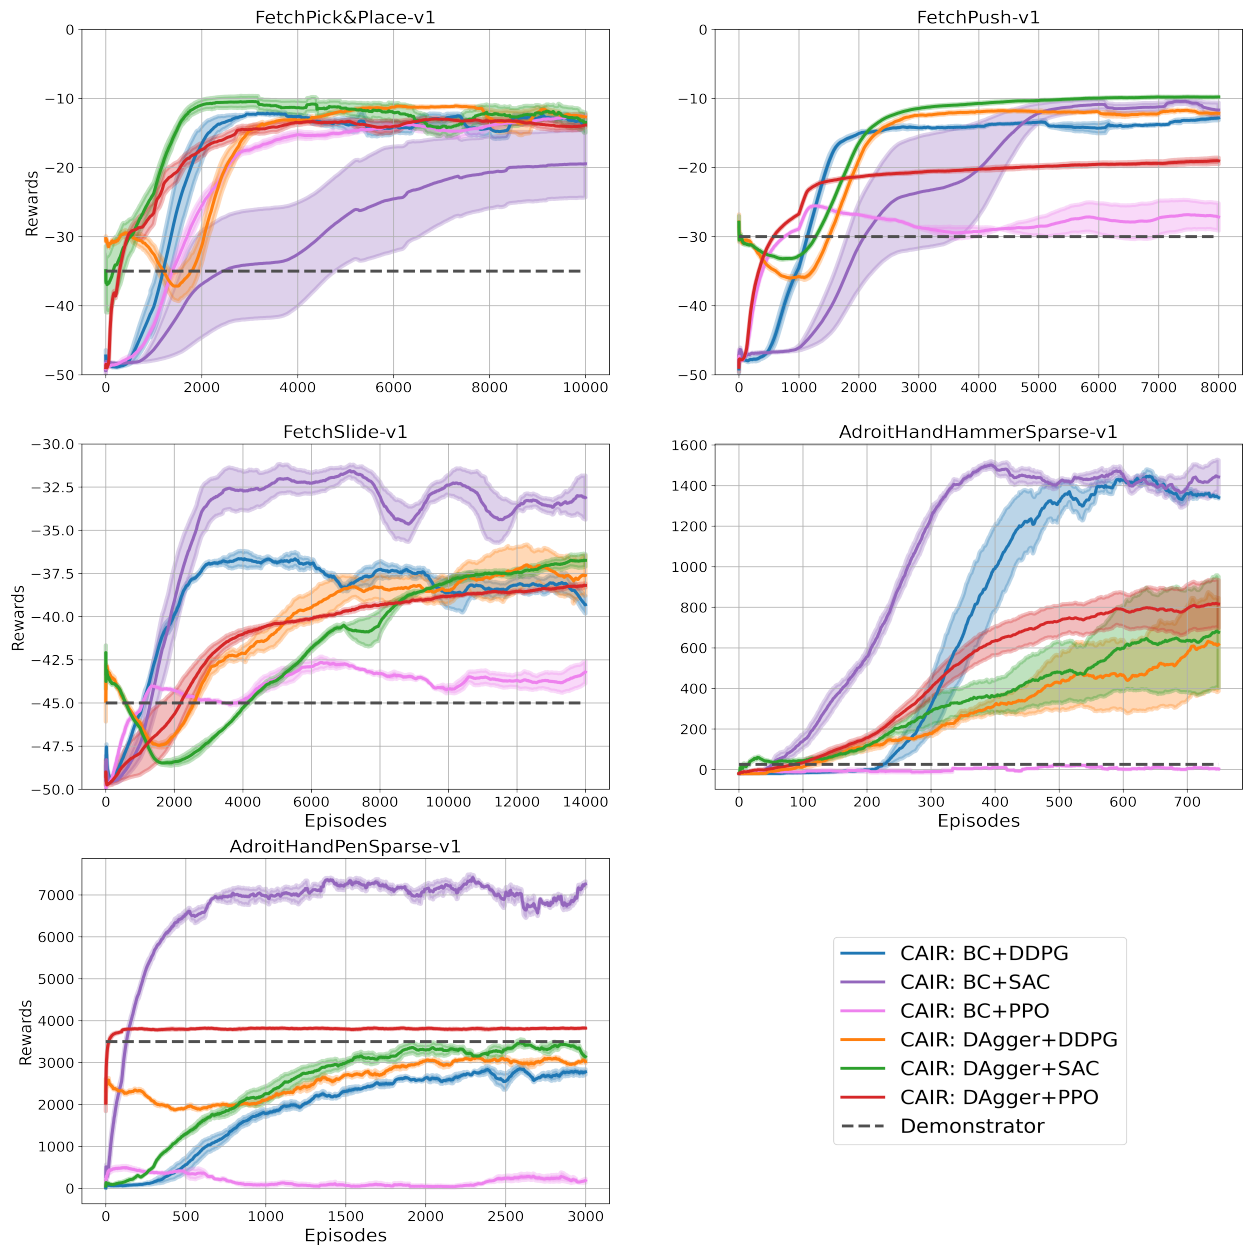 FetchPick&Place-v1
0
−10
−20
−30
−40
−50
Rewards
0 2000 4000 6000 8000 10000
FetchPush-v1
0
−10
−20
−30
−40
−50
0 1000 2000 3000 4000 5000 6000 7000 8000
FetchSlide-v1
−30.0
−32.5
−35.0
−37.5
−40.0
−42.5
−45.0
−47.5
−50.0
Rewards
0 2000 4000 6000 8000 10000 12000 14000
Episodes
AdroitHandHammerSparse-v1
1600
1400
1200
1000
800
600
400
200
0
0 100 200 300 400 500 600 700
Episodes
AdroitHandPenSparse-v1
7000
6000
5000
4000
3000
2000
1000
0
Rewards
0 500 1000 1500 2000 2500 3000
Episodes
CAIR: BC+DDPG
CAIR: BC+SAC
CAIR: BC+PPO
CAIR: DAgger+DDPG
CAIR: DAgger+SAC
CAIR: DAgger+PPO
Demonstrator